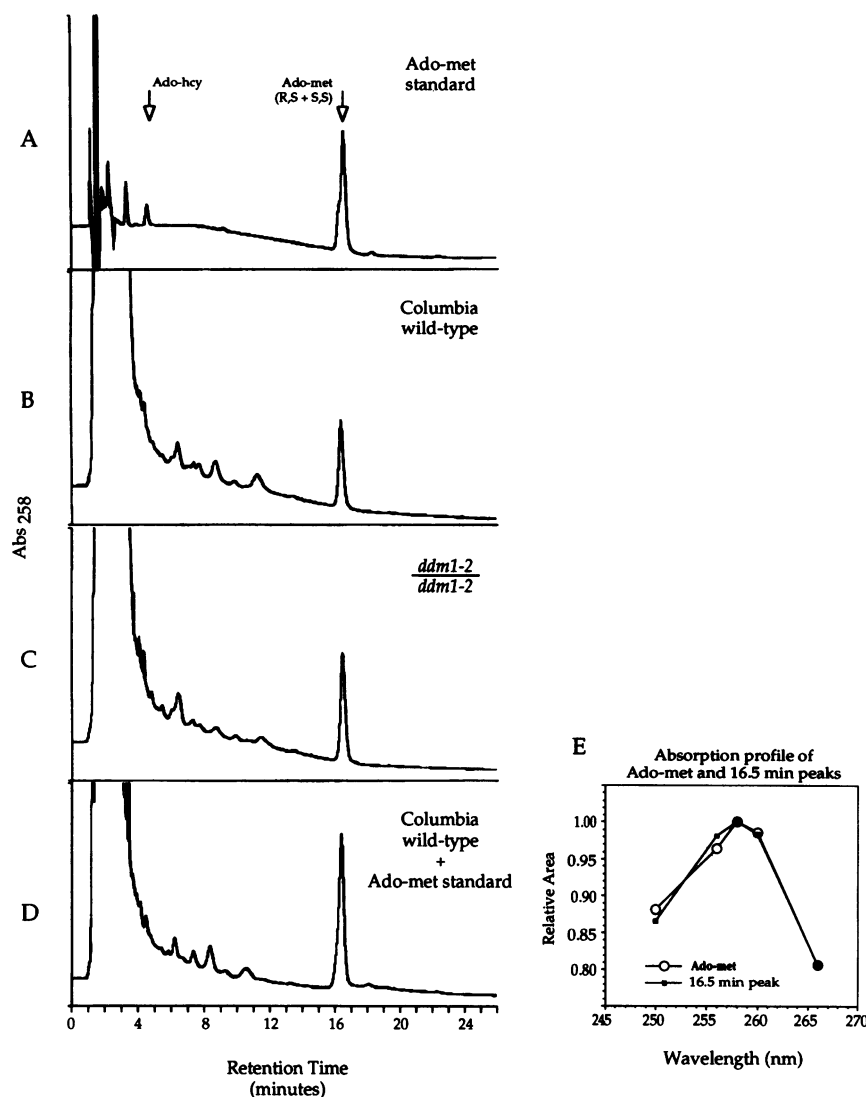 A
Ado-hcy
Ado-met
(R,S + S,S)
Ado-met
standard
B
Columbia
wild-type
Abs 258
C
ddm1-2
ddm1-2
D
Columbia
wild-type
+
Ado-met standard
0 4 8 12 16 20 24
Retention Time
(minutes)
E
Absorption profile of
Ado-met and 16.5 min peaks
Relative Area
1.00
0.95
0.90
0.85
0.80
Ado-met
16.5 min peak
245 250 255 260 265 270
Wavelength (nm)